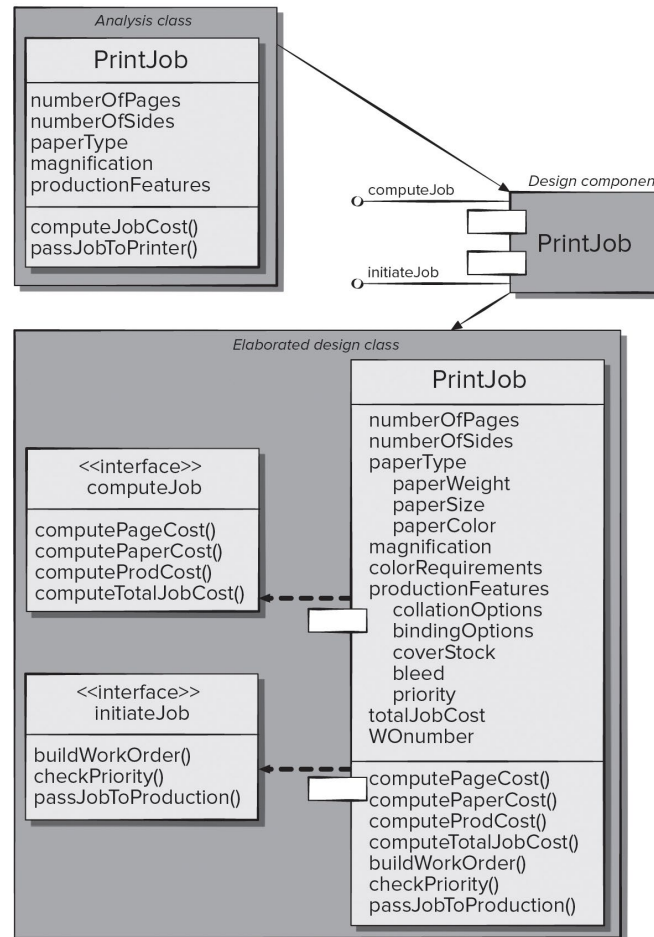 Analysis class
PrintJob
numberOfPages
numberOfSides
paperType
magnification
productionFeatures
computeJobCost()
passJobToPrinter()
Design componen
computeJob
PrintJob
initiateJob
Elaborated design class
PrintJob
numberOfPages
numberOfSides
paperType
paperWeight
paperSize
paperColor
magnification
colorRequirements
productionFeatures
collationOptions
bindingOptions
coverStock
bleed
priority
totalJobCost
WOnumber
computePageCost()
computePaperCost()
computeProdCost()
computeTotalJobCost()
buildWorkOrder()
checkPriority()
passJobToProduction()
<<interface>>
computeJob
computePageCost()
computePaperCost()
computeProdCost()
computeTotalJobCost()
<<interface>>
initiateJob
buildWorkOrder()
checkPriority()
passJobToProduction()